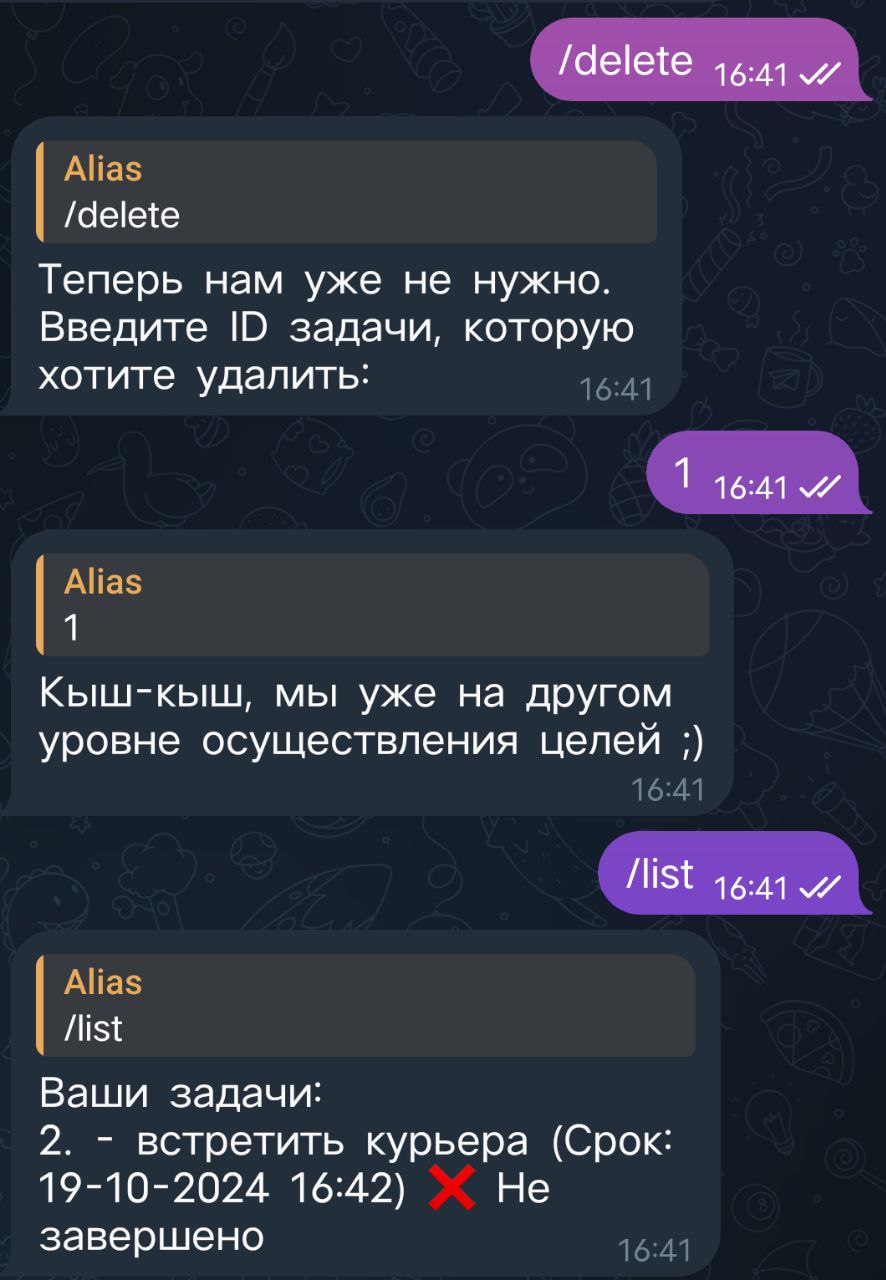 /delete 16:41
Alias
/delete
Теперь нам уже не нужно.
Введите ID задачи, которую
хотите удалить:
16:41
1 16:41
Alias
1
Кыш-кыш, мы уже на другом
уровне осуществления целей ;)
16:41
/list 16:41
Alias
/list
Ваши задачи:
2. - встретить курьера (Срок:
19-10-2024 16:42) ❌ Не
завершено
16:41